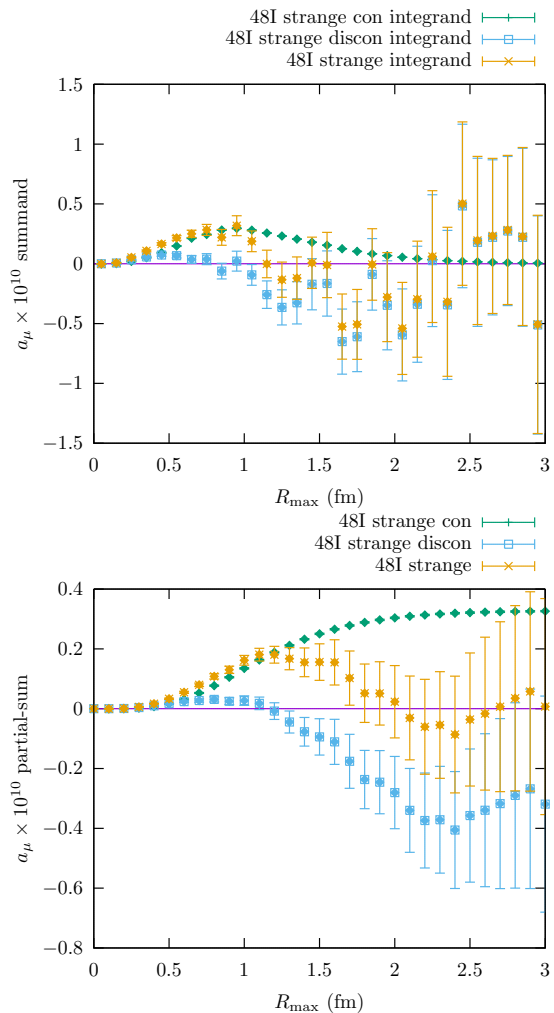 48I strange con integrand
48I strange discon integrand
48I strange integrand
1.5
1
0.5
0
−0.5
−1
−1.5
a_μ × 10^10 summand
0 0.5 1 1.5 2 2.5 3
R_max (fm)
48I strange con
48I strange discon
48I strange
0.4
0.2
0
−0.2
−0.4
−0.6
−0.8
a_μ × 10^10 partial-sum
0 0.5 1 1.5 2 2.5 3
R_max (fm)